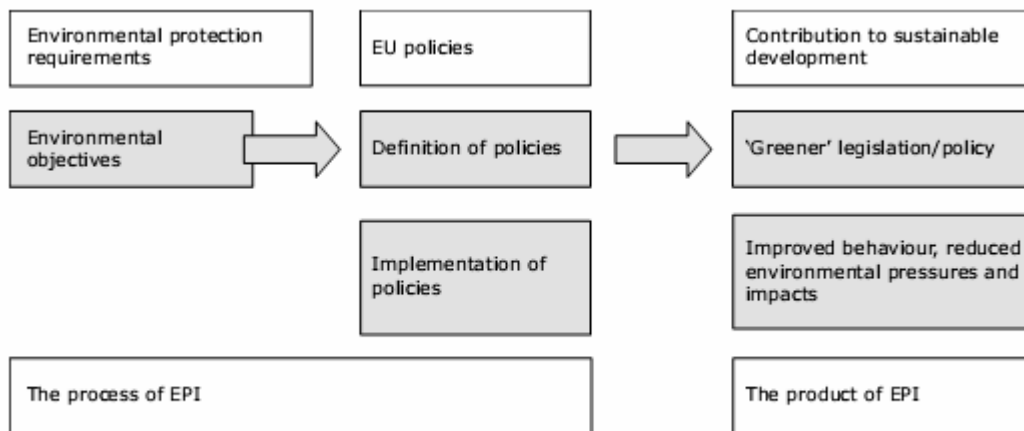 Environmental protection
requirements
EU policies
Contribution to sustainable
development
Environmental
objectives
Definition of policies
‘Greener’ legislation/policy
Implementation of
policies
Improved behaviour, reduced
environmental pressures and
impacts
The process of EPI
The product of EPI